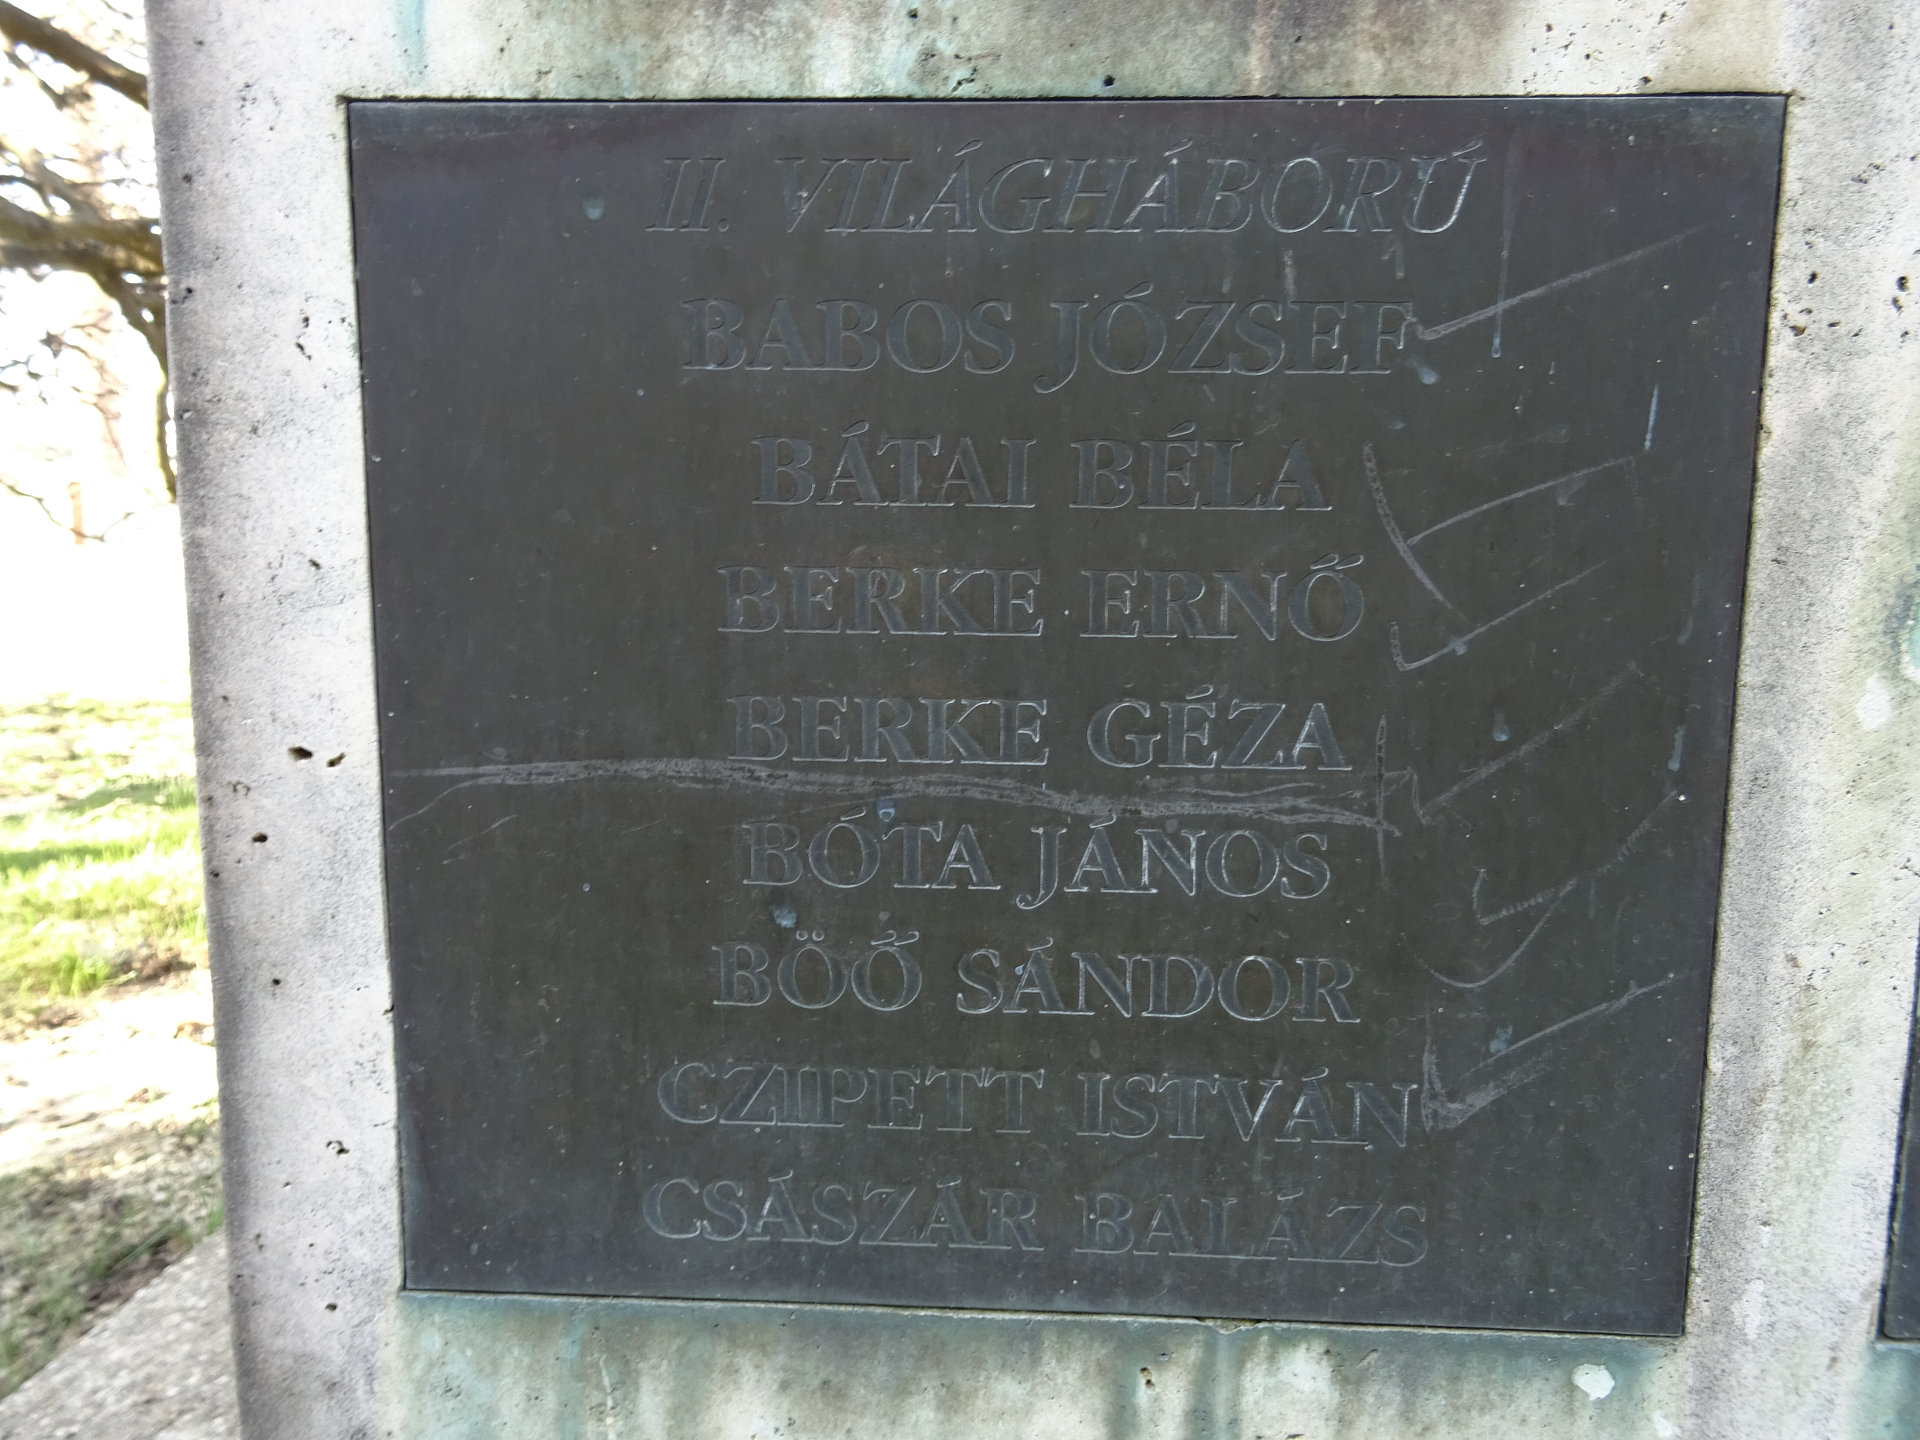 II. VILÁGHÁBORÚ
BABOS JÓZSEF
BÁTAI BÉLA
BERKE ERNŐ
BERKE GÉZA
BÓTA JÁNOS
BÖŐ SÁNDOR
CZIPETT ISTVÁN
CSÁSZÁR BALÁZS